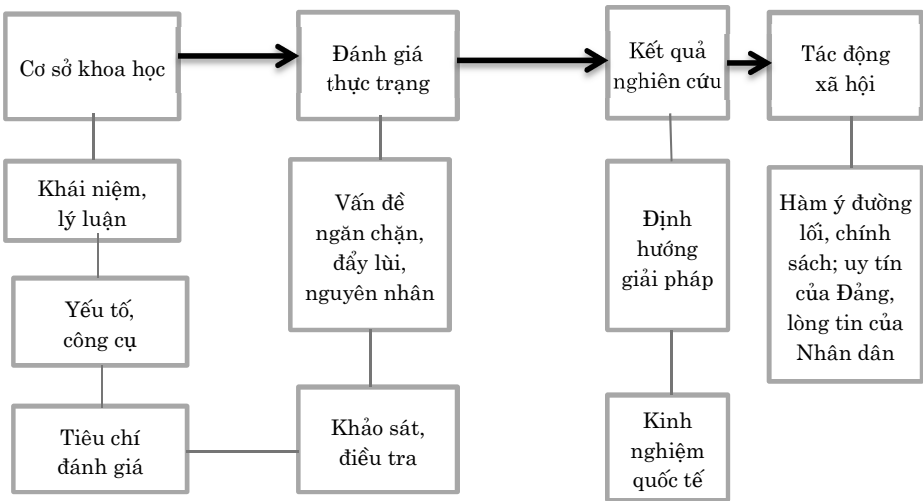 Cơ sở khoa học
Đánh giá
thực trạng
Kết quả
nghiên cứu
Tác động
xã hội
Khái niệm,
lý luận
Vấn đề
ngăn chặn,
đẩy lùi,
nguyên nhân
Định
hướng
giải pháp
Hàm ý đường
lối, chính
sách; uy tín
của Đảng,
lòng tin của
Nhân dân
Yếu tố,
công cụ
Tiêu chí
đánh giá
Khảo sát,
điều tra
Kinh
nghiệm
quốc tế